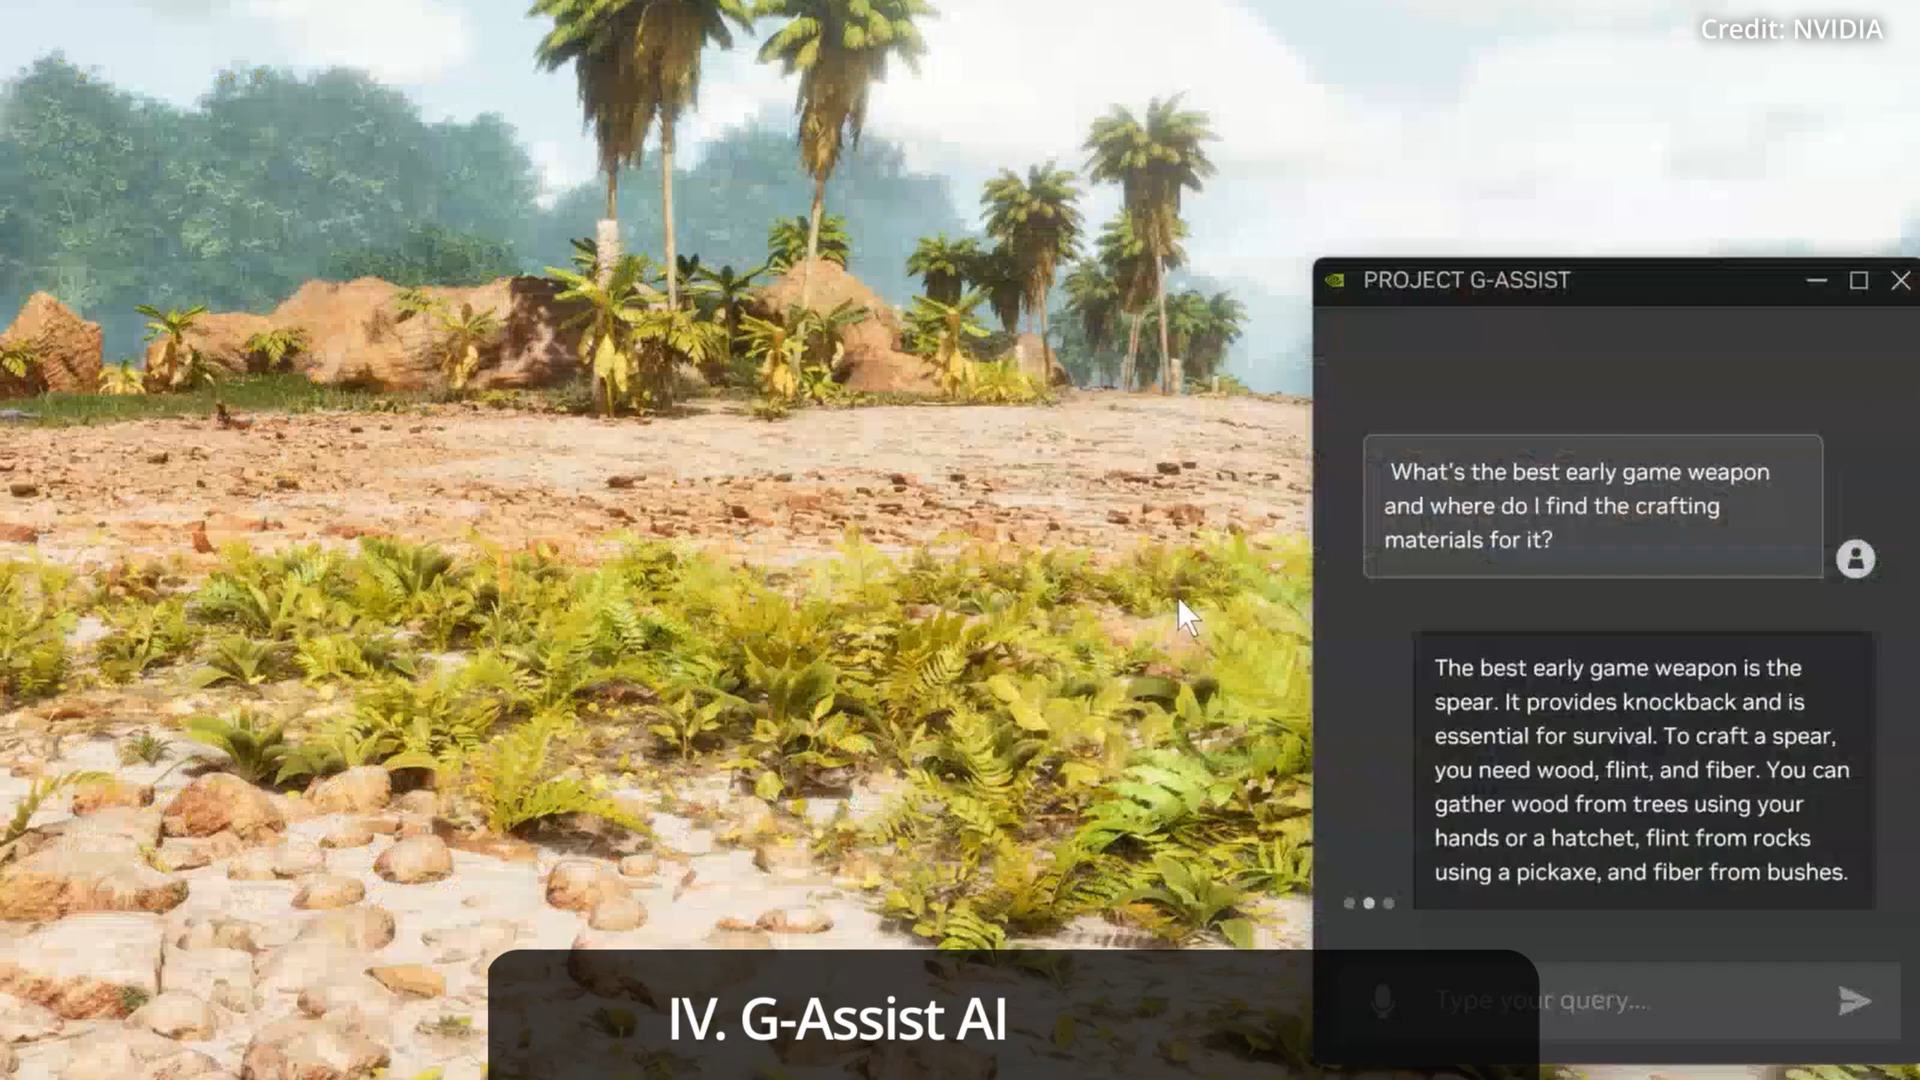 Credit: NVIDIA
PROJECT G-ASSIST
What's the best early game weapon
and where do I find the crafting
materials for it?
The best early game weapon is the
spear. It provides knockback and is
essential for survival. To craft a spear,
you need wood, flint, and fiber. You can
gather wood from trees using your
hands or a hatchet, flint from rocks
using a pickaxe, and fiber from bushes.
Type your query....
IV. G-Assist AI